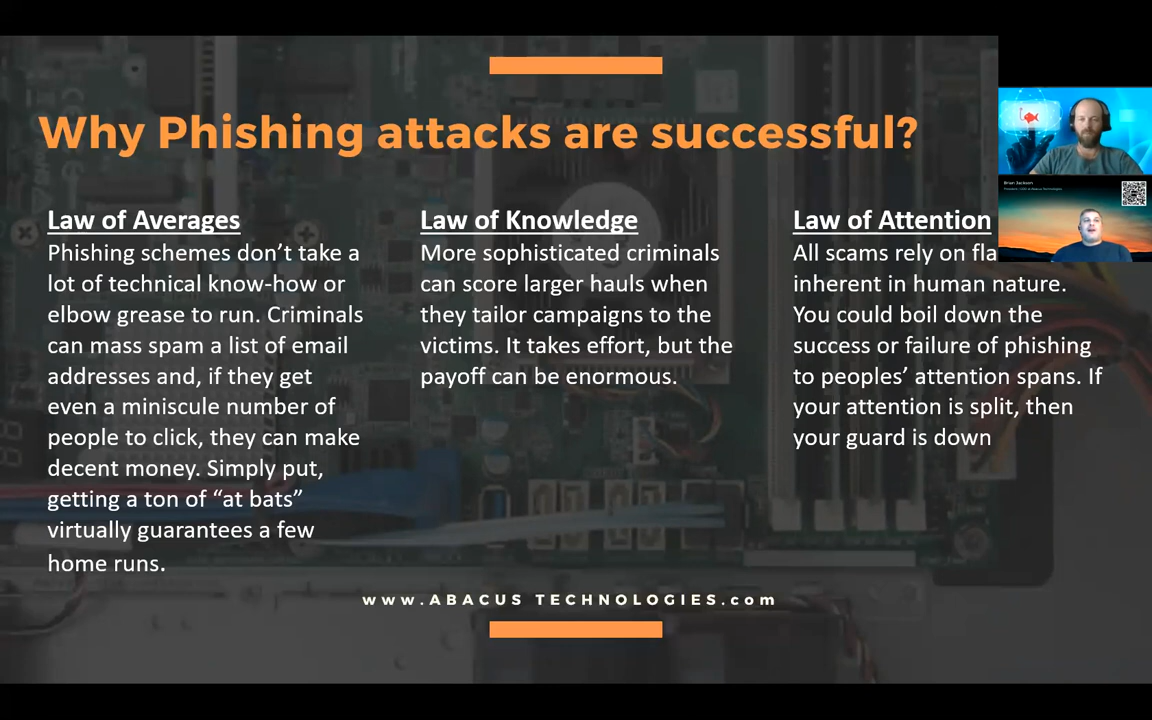 Why Phishing attacks are successful?
Law of Averages
Phishing schemes don’t take a
lot of technical know-how or
elbow grease to run. Criminals
can mass spam a list of email
addresses and, if they get
even a miniscule number of
people to click, they can make
decent money. Simply put,
getting a ton of “at bats”
virtually guarantees a few
home runs.
Law of Knowledge
More sophisticated criminals
can score larger hauls when
they tailor campaigns to the
victims. It takes effort, but the
payoff can be enormous.
Law of Attention
All scams rely on fla
inherent in human nature.
You could boil down the
success or failure of phishing
to peoples’ attention spans. If
your attention is split, then
your guard is down
www.ABACUS TECHNOLOGIES.com
Brian Jackson